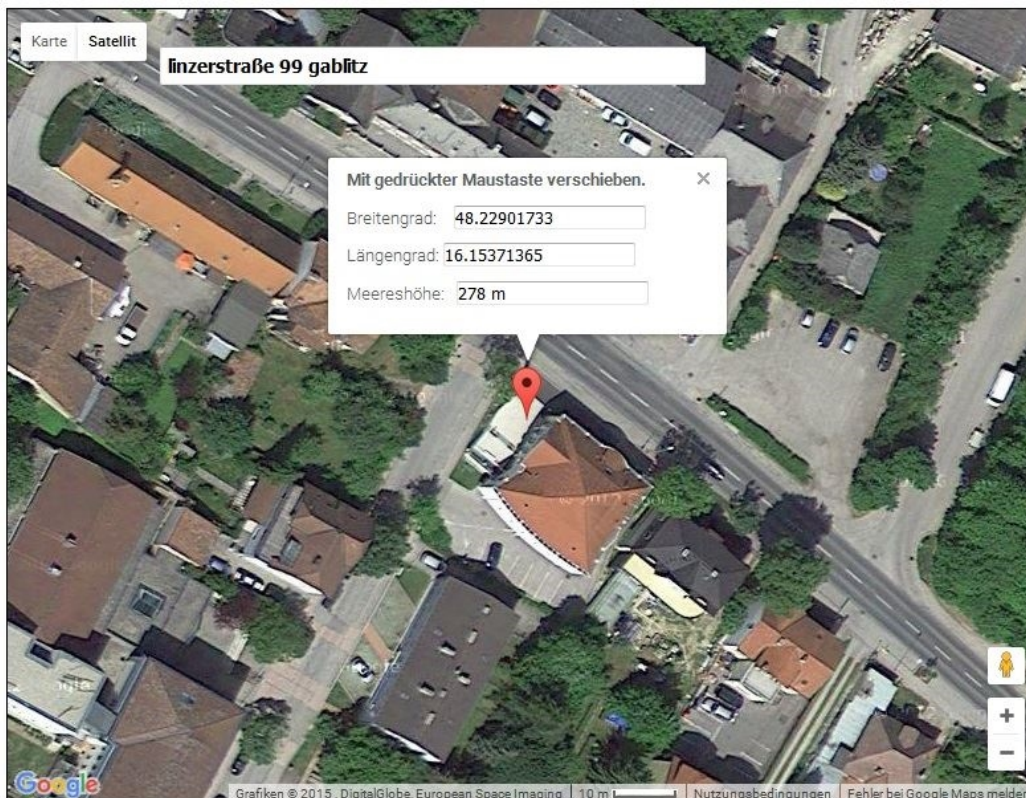 Karte Satellit
linzerstraße 99 gablitz
Mit gedrückter Maustaste verschieben. ×
Breitengrad: 48.22901733
Längengrad: 16.15371365
Meereshöhe: 278 m
+
−
Google
Grafiken © 2015 , DigitalGlobe, European Space Imaging 10 m Nutzungsbedingungen Fehler bei Google Maps melde